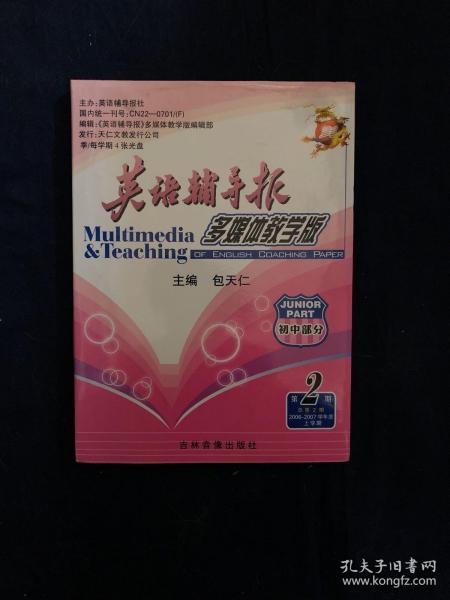 主办:英语辅导报社
国内统一刊号:CN22—0701/(F)
编辑:《英语辅导报》多媒体教学版编辑部
发行:天仁文教发行公司
季/每学期4张光盘
英语辅导报
Multimedia
&Teaching
多媒体教学版
OF ENGLISH COACHING PAPER
主编 包天仁
JUNIOR
PART
初中部分
第2期
总第2期
2006-2007学年度
上学期
吉林音像出版社
孔夫子旧书网
www.kongfz.com